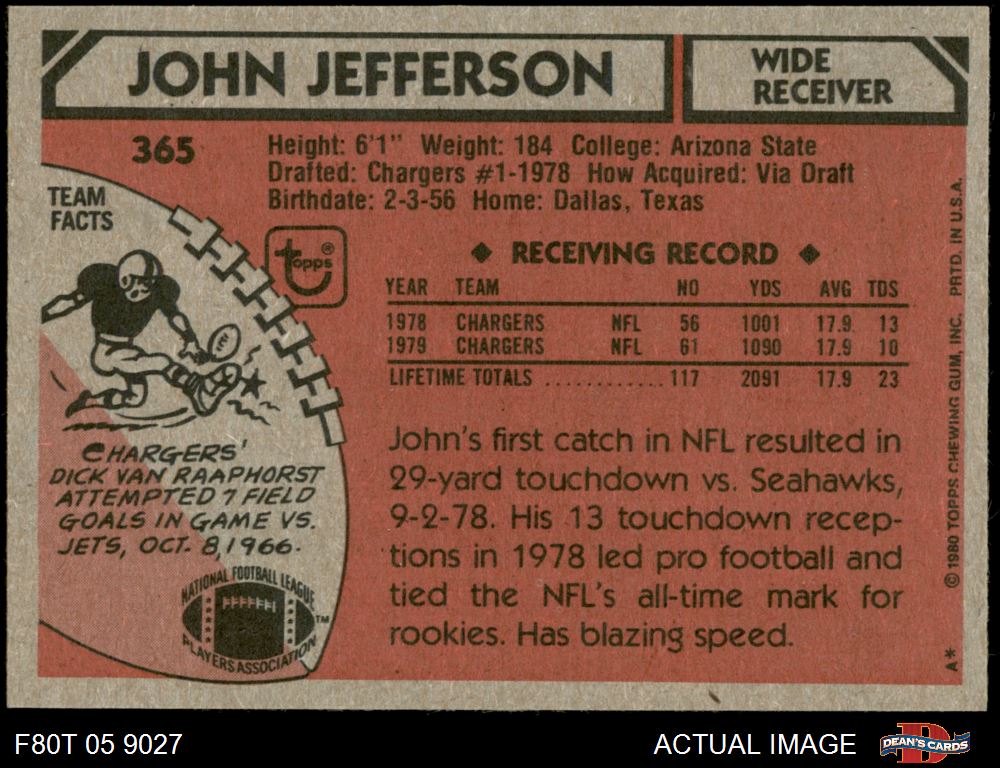 JOHN JEFFERSON
WIDE
RECEIVER
365
Height: 6'1" Weight: 184 College: Arizona State
Drafted: Chargers #1-1978 How Acquired: Via Draft
Birthdate: 2-3-56 Home: Dallas, Texas
TEAM
FACTS
topps®
◆ RECEIVING RECORD ◆
YEAR TEAM NO YDS AVG TDS
1978 CHARGERS NFL 56 1001 17.9 13
1979 CHARGERS NFL 61 1090 17.9 10
LIFETIME TOTALS ............117 2091 17.9 23
John's first catch in NFL resulted in
29-yard touchdown vs. Seahawks,
9-2-78. His 13 touchdown recep-
tions in 1978 led pro football and
tied the NFL's all-time mark for
rookies. Has blazing speed.
CHARGERS'
DICK VAN RAAPHORST
ATTEMPTED 7 FIELD
GOALS IN GAME VS.
JETS, OCT. 8, 1966.
NATIONAL FOOTBALL LEAGUE
PLAYERS ASSOCIATION
™
A* © 1980 TOPPS CHEWING GUM, INC. PRTD. IN U.S.A.
F80T 05 9027
ACTUAL IMAGE
D
DEAN'S CARDS